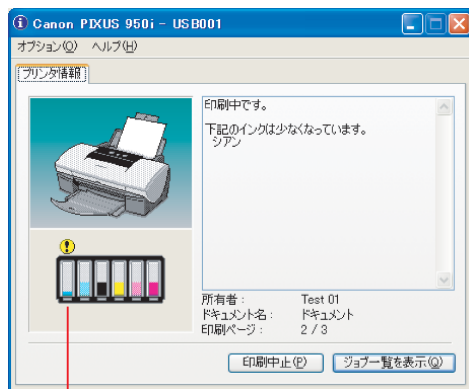 Canon PIXUS 950i - USB001
オプション(O) ヘルプ(H)
プリンタ情報
印刷中です。
下記のインクは少なくなっています。
シアン
所有者： Test 01
ドキュメント名： ドキュメント
印刷ページ： 2 / 3
印刷中止(P) ジョブ一覧を表示(Q)